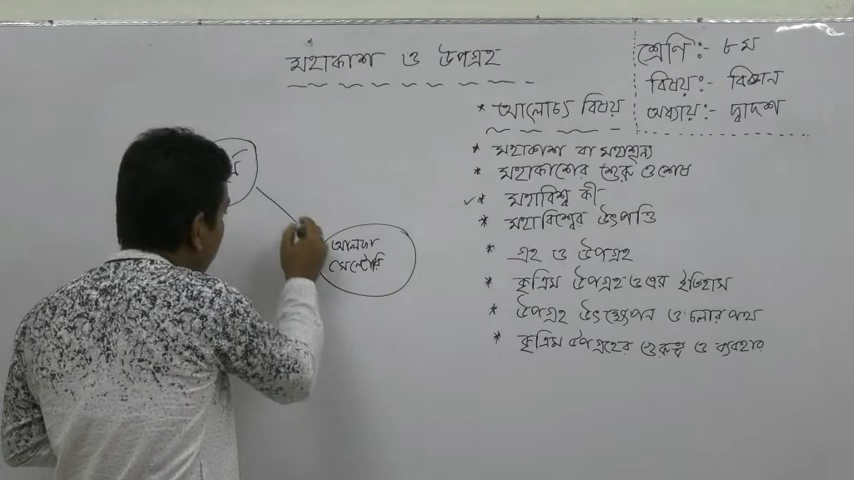 মহাকাশ ও উপগ্রহ
শ্রেণি:- ৮ম
বিষয়:- বিজ্ঞান
অধ্যায়:- দ্বাদশ
* আলোচ্য বিষয়
* মহাকাশ বা মহাশূন্য
* মহাকাশের শুরু ও শেষ
✓* মহাবিশ্ব কী
* মহাবিশ্বের উৎপত্তি
* গ্রহ ও উপগ্রহ
* কৃত্রিম উপগ্রহ ও এর ইতিহাস
* উপগ্রহ উৎক্ষেপন ও চলার পথ
* কৃত্রিম উপগ্রহের গুরুত্ব ও ব্যবহার
আলফা
সেন্টোরি